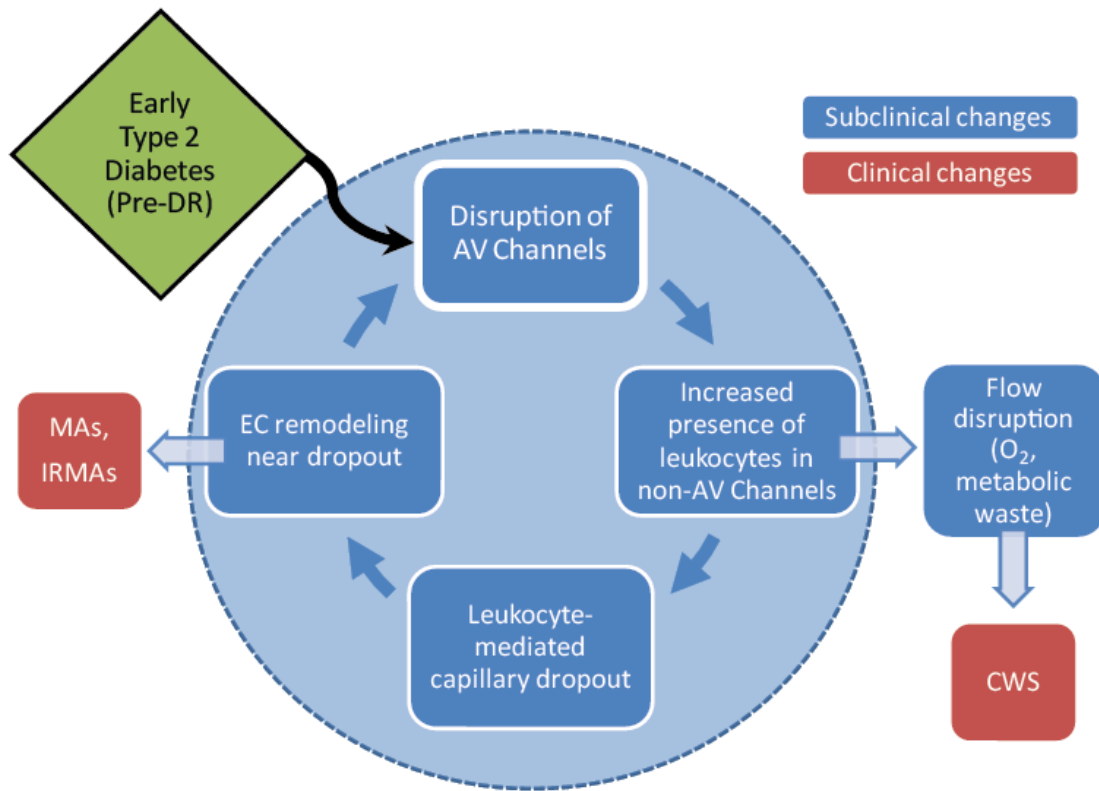 Early
Type 2
Diabetes
(Pre-DR)
Subclinical changes
Clinical changes
Disruption of
AV Channels
Increased
presence of
leukocytes in
non-AV Channels
Flow
disruption
(O₂,
metabolic
waste)
CWS
Leukocyte-
mediated
capillary dropout
EC remodeling
near dropout
MAs,
IRMAs